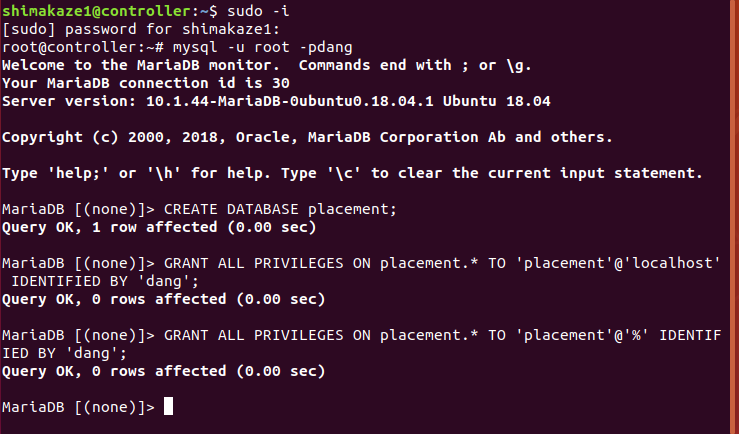 shimakaze1@controller:~$ sudo -i
[sudo] password for shimakaze1:
root@controller:~# mysql -u root -pdang
Welcome to the MariaDB monitor.  Commands end with ; or \g.
Your MariaDB connection id is 30
Server version: 10.1.44-MariaDB-0ubuntu0.18.04.1 Ubuntu 18.04
Copyright (c) 2000, 2018, Oracle, MariaDB Corporation Ab and others.
Type 'help;' or '\h' for help. Type '\c' to clear the current input statement.
MariaDB [(none)]> CREATE DATABASE placement;
Query OK, 1 row affected (0.00 sec)
MariaDB [(none)]> GRANT ALL PRIVILEGES ON placement.* TO 'placement'@'localhost'
 IDENTIFIED BY 'dang';
Query OK, 0 rows affected (0.00 sec)
MariaDB [(none)]> GRANT ALL PRIVILEGES ON placement.* TO 'placement'@'%' IDENTIF
IED BY 'dang';
Query OK, 0 rows affected (0.00 sec)
MariaDB [(none)]>